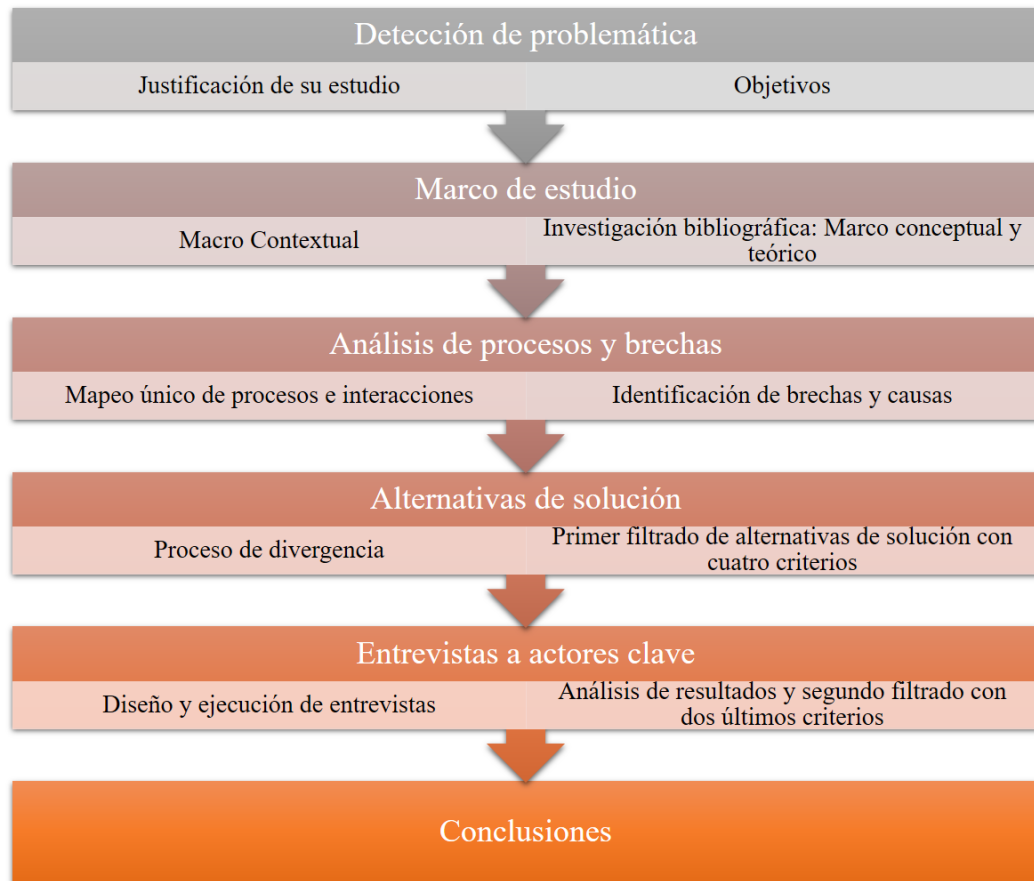 Detección de problemática
Justificación de su estudio
Objetivos
Marco de estudio
Macro Contextual
Investigación bibliográfica: Marco conceptual y
teórico
Análisis de procesos y brechas
Mapeo único de procesos e interacciones
Identificación de brechas y causas
Alternativas de solución
Proceso de divergencia
Primer filtrado de alternativas de solución con
cuatro criterios
Entrevistas a actores clave
Diseño y ejecución de entrevistas
Análisis de resultados y segundo filtrado con
dos últimos criterios
Conclusiones